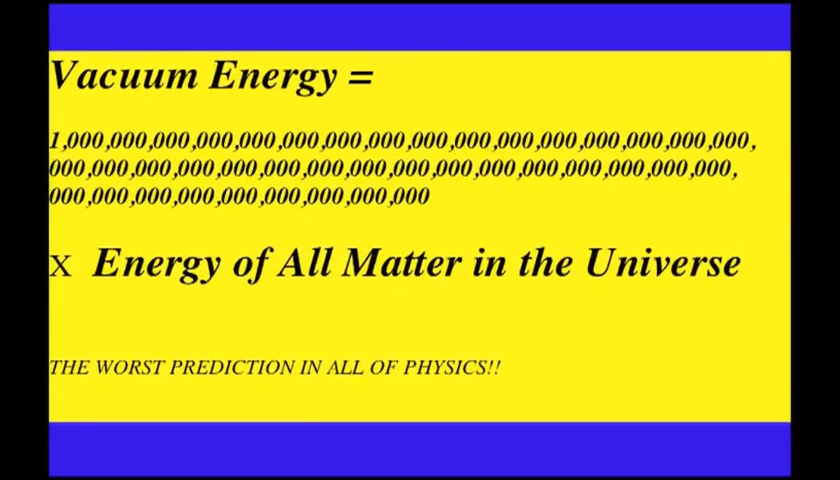 Vacuum Energy =
1,000,000,000,000,000,000,000,000,000,000,000,000,000,000,000,000,
000,000,000,000,000,000,000,000,000,000,000,000,000,000,000,000,
000,000,000,000,000,000,000,000,000
X Energy of All Matter in the Universe
THE WORST PREDICTION IN ALL OF PHYSICS!!